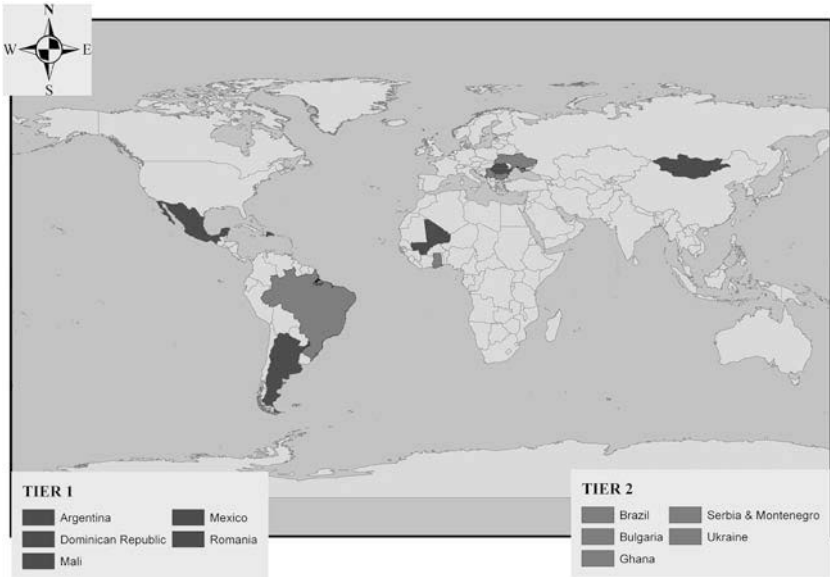 N
W E
S
TIER 1
Argentina Mexico
Dominican Republic Romania
Mali
TIER 2
Brazil Serbia & Montenegro
Bulgaria Ukraine
Ghana